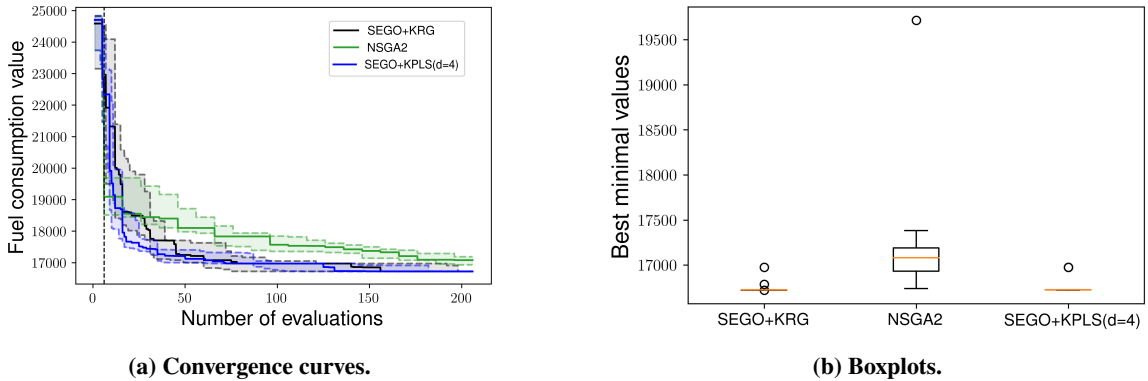 25000
24000
23000
22000
21000
20000
19000
18000
17000
Fuel consumption value
0
50
100
150
200
Number of evaluations
SEGO+KRG
NSGA2
SEGO+KPLS(d=4)
(a) Convergence curves.
19500
19000
18500
18000
17500
17000
Best minimal values
SEGO+KRG
NSGA2
SEGO+KPLS(d=4)
(b) Boxplots.